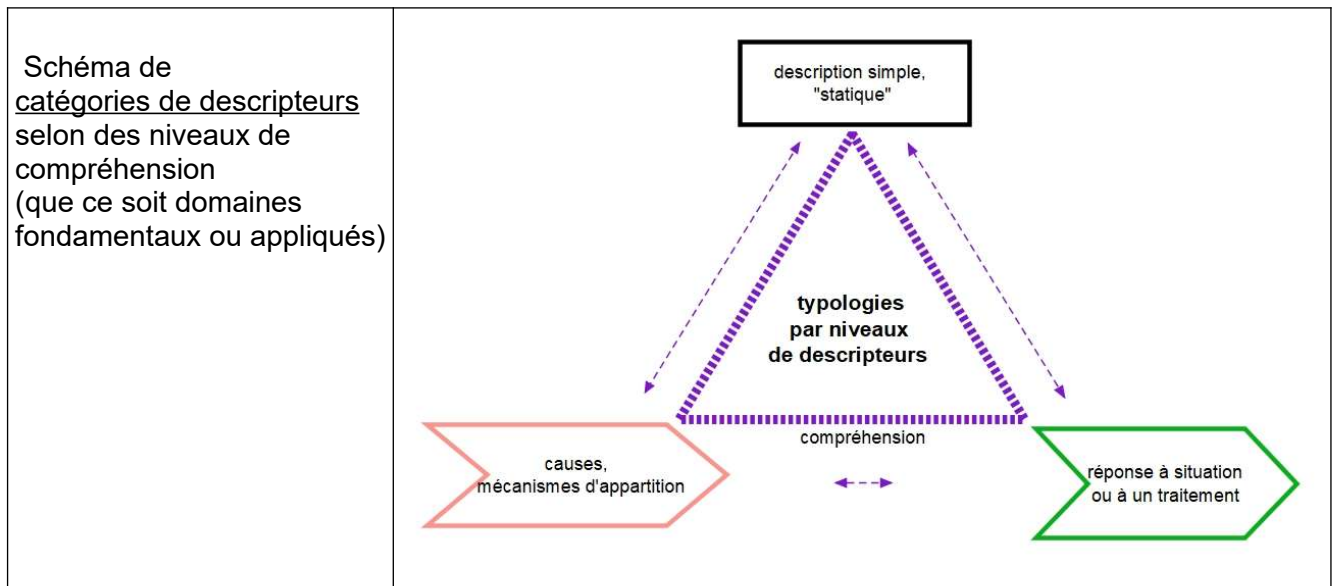 Schéma de
catégories de descripteurs
selon des niveaux de
compréhension
(que ce soit domaines
fondamentaux ou appliqués)
description simple,
"statique"
typologies
par niveaux
de descripteurs
compréhension
causes,
mécanismes d'appartition
réponse à situation
ou à un traitement